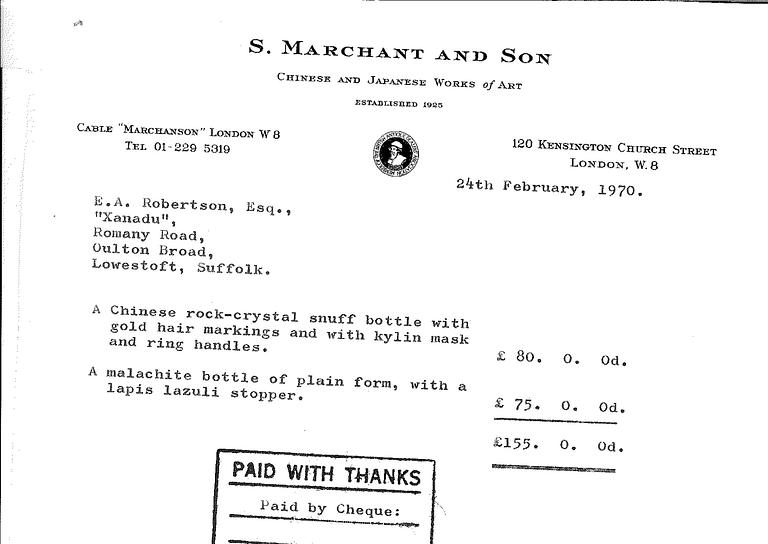 S. MARCHANT AND SON
CHINESE AND JAPANESE WORKS of ART
ESTABLISHED 1925
CABLE "MARCHANSON" LONDON W 8
TEL 01-229 5319
120 KENSINGTON CHURCH STREET
LONDON, W. 8
24th February, 1970.
E.A. Robertson, Esq.,
"Xanadu",
Romany Road,
Oulton Broad,
Lowestoft, Suffolk.
A Chinese rock-crystal snuff bottle with
gold hair markings and with kylin mask
and ring handles.
£ 80. 0. 0d.
A malachite bottle of plain form, with a
lapis lazuli stopper.
£ 75. 0. 0d.
£155. 0. 0d.
PAID WITH THANKS
Paid by Cheque: